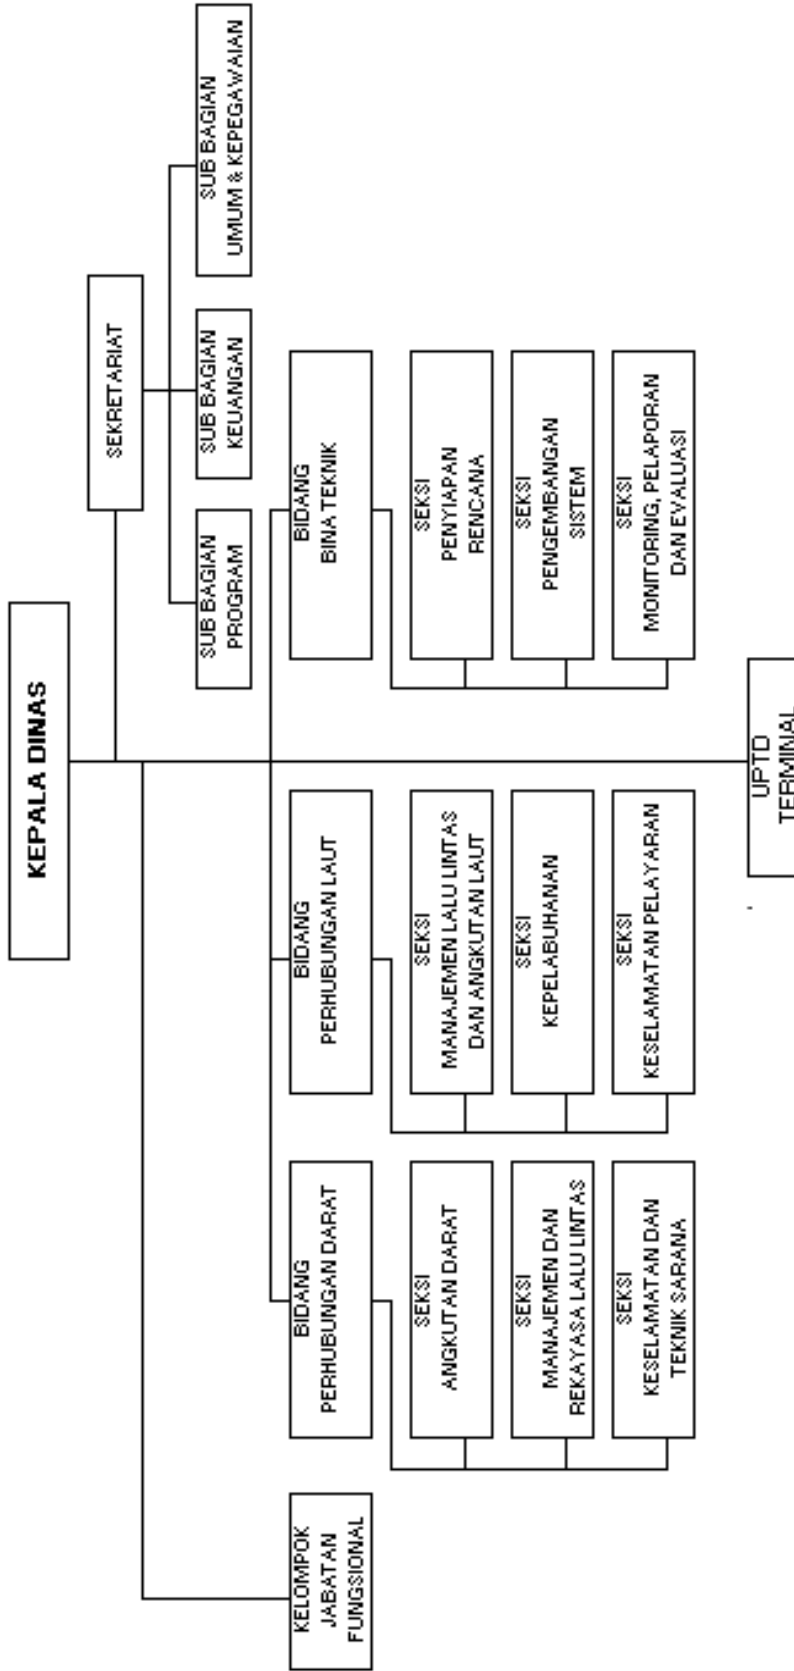 KEPALA DINAS
SEKRETARIAT
SUB BAGIAN
PROGRAM
SUB BAGIAN
KEUANGAN
SUB BAGIAN
UMUM & KEPEGAWAIAN
KELOMPOK
JABATAN
FUNGSIONAL
BIDANG
PERHUBUNGAN DARAT
SEKSI
ANGKUTAN DARAT
SEKSI
MANAJEMEN DAN
REKAYASA LALU LINTAS
SEKSI
KESELAMATAN DAN
TEKNIK SARANA
BIDANG
PERHUBUNGAN LAUT
SEKSI
MANAJEMEN LALU LINTAS
DAN ANGKUTAN LAUT
SEKSI
KEPELABUHANAN
SEKSI
KESELAMATAN PELAYARAN
BIDANG
BINA TEKNIK
SEKSI
PENYIAPAN
RENCANA
SEKSI
PENGEMBANGAN
SISTEM
SEKSI
MONITORING, PELAPORAN
DAN EVALUASI
UPTD
TERMINAL